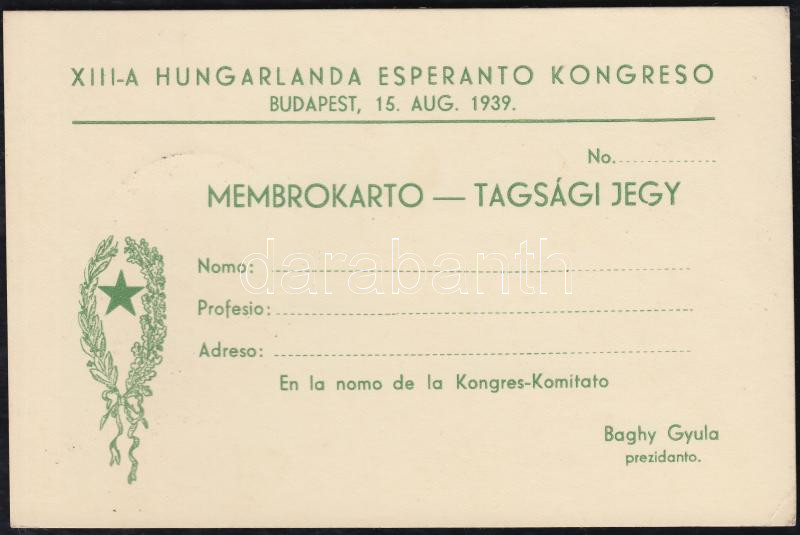 XIII-A HUNGARLANDA ESPERANTO KONGRESO
BUDAPEST, 15. AUG. 1939.
No.
MEMBROKARTO — TAGSÁGI JEGY
Nomo:
Profesio:
Adreso:
darabanth
En la nomo de la Kongres-Komitato
Baghy Gyula
prezidanto.